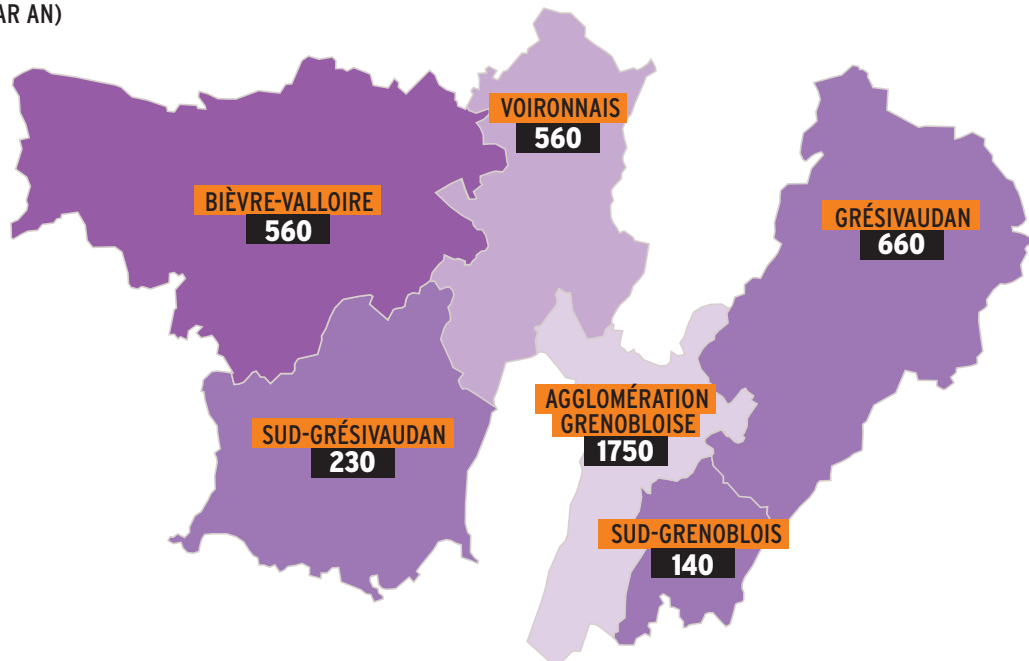 AR AN)
VOIRONNAIS
560
BIÈVRE-VALLOIRE
560
GRÉSIVAUDAN
660
AGGLOMÉRATION
GRENOBLOISE
1750
SUD-GRÉSIVAUDAN
230
SUD-GRENOBLOIS
140